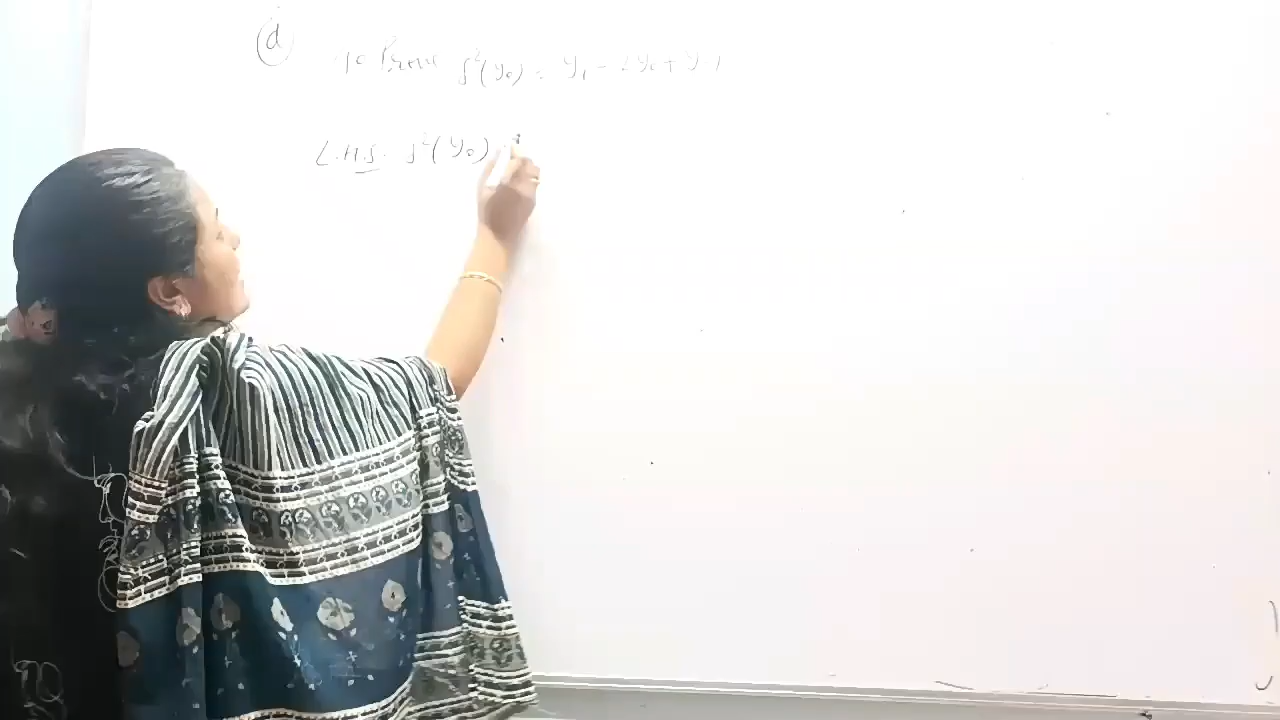 (d) To Prove δ²(y₀) = y₁ - 2y₀ + y₋₁
L.H.S. δ²(y₀)